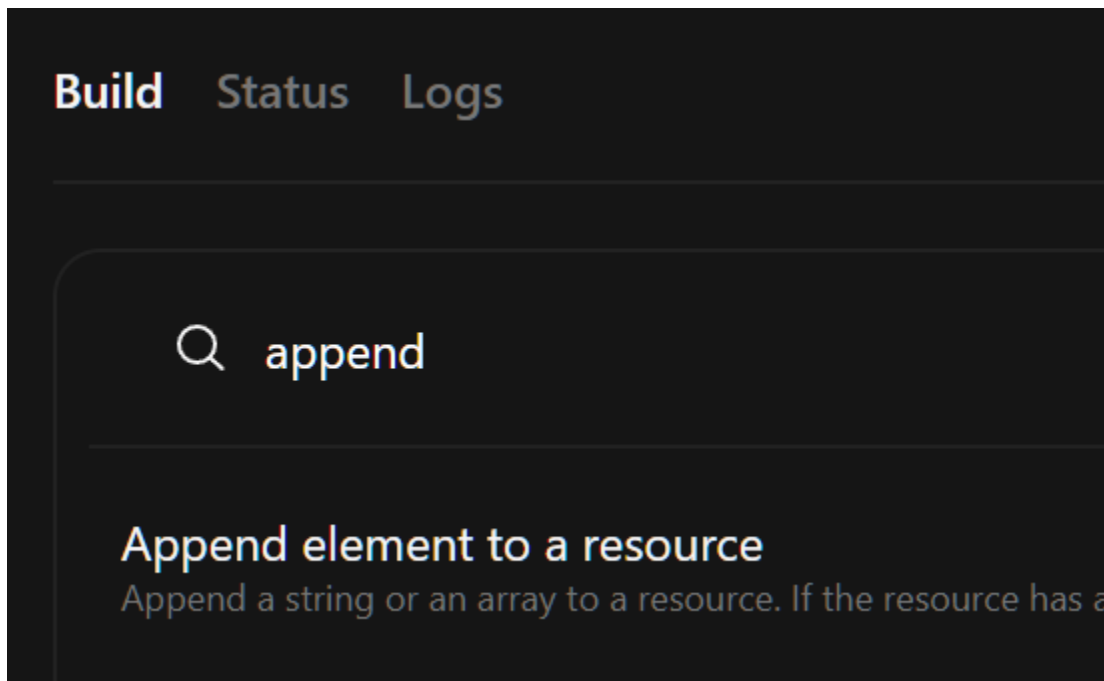 Build Status Logs
append
Append element to a resource
Append a string or an array to a resource. If the resource has